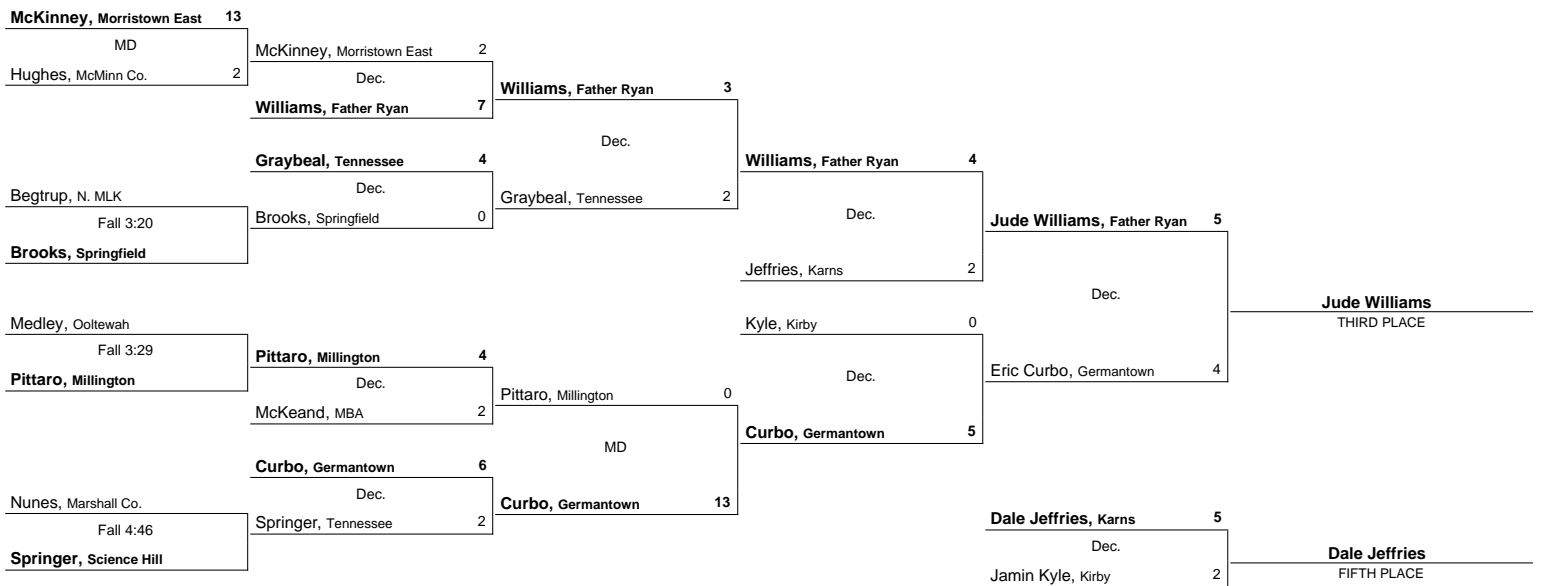 McKinney, Morristown East 13
MD
Hughes, McMinn Co. 2
Begtrup, N. MLK
Fall 3:20
Brooks, Springfield
Medley, Ooltewah
Fall 3:29
Pittaro, Millington
Nunes, Marshall Co.
Fall 4:46
Springer, Science Hill
McKinney, Morristown East 2
Dec.
Williams, Father Ryan 7
Graybeal, Tennessee 4
Dec.
Brooks, Springfield 0
Pittaro, Millington 4
Dec.
McKeand, MBA 2
Curbo, Germantown 6
Dec.
Springer, Tennessee 2
Williams, Father Ryan 3
Dec.
Graybeal, Tennessee 2
Pittaro, Millington 0
MD
Curbo, Germantown 13
Williams, Father Ryan 4
Dec.
Jeffries, Karns 2
Kyle, Kirby 0
Dec.
Curbo, Germantown 5
Jude Williams, Father Ryan 5
Dec.
Eric Curbo, Germantown 4
Jude Williams
THIRD PLACE
Dale Jeffries, Karns 5
Dec.
Jamin Kyle, Kirby 2
Dale Jeffries
FIFTH PLACE